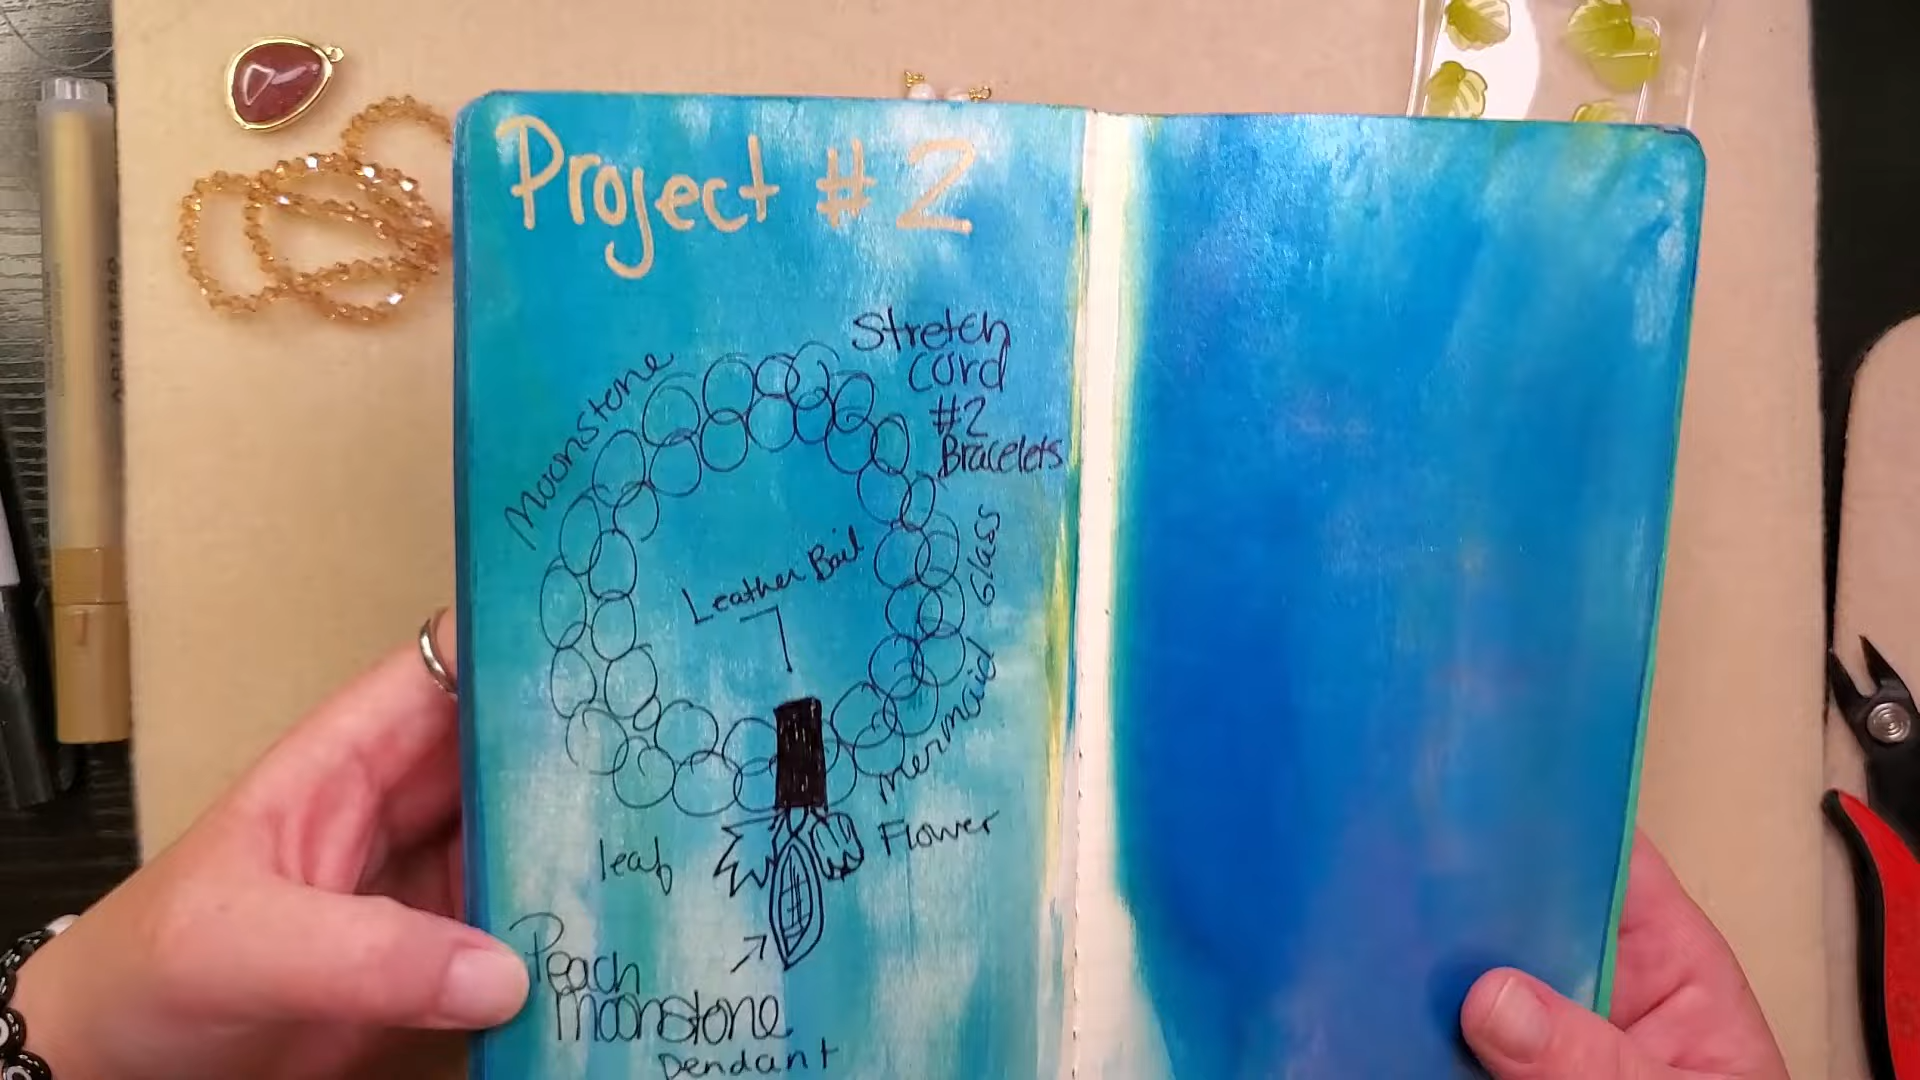 Project #2
Stretch
Cord
#2
Bracelets
Moonstone
Glass
Leather Bail
mermaid
Flower
leaf
Peach
Moonstone
Pendant